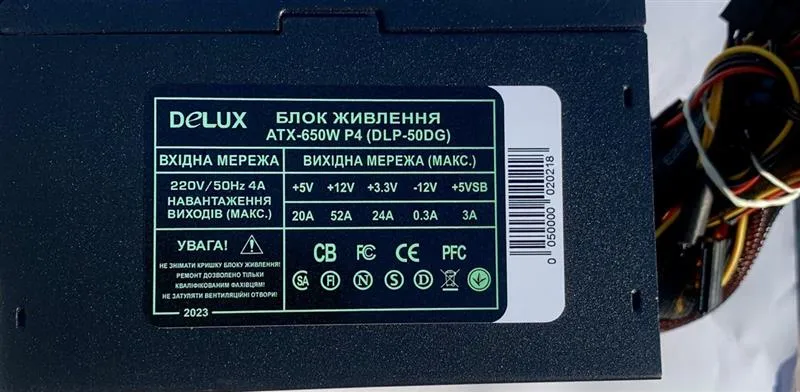 DeLUX
БЛОК ЖИВЛЕННЯ
ATX-650W P4 (DLP-50DG)
ВХІДНА МЕРЕЖА
ВИХІДНА МЕРЕЖА (МАКС.)
220V/50Hz 4A
НАВАНТАЖЕННЯ
ВИХОДІВ (МАКС.)
+5V +12V +3.3V -12V +5VSB
20A 52A 24A 0.3A 3A
УВАГА!
НЕ ЗНІМАТИ КРИШКУ БЛОКУ ЖИВЛЕННЯ!
РЕМОНТ ДОЗВОЛЕНО ТІЛЬКИ
КВАЛІФІКОВАНИМ ФАХІВЦЯМ!
НЕ ЗАТУЛЯТИ ВЕНТИЛЯЦІЙНІ ОТВОРИ!
2023
CB FC CE PFC
SA FI N S D
0 050000 020218